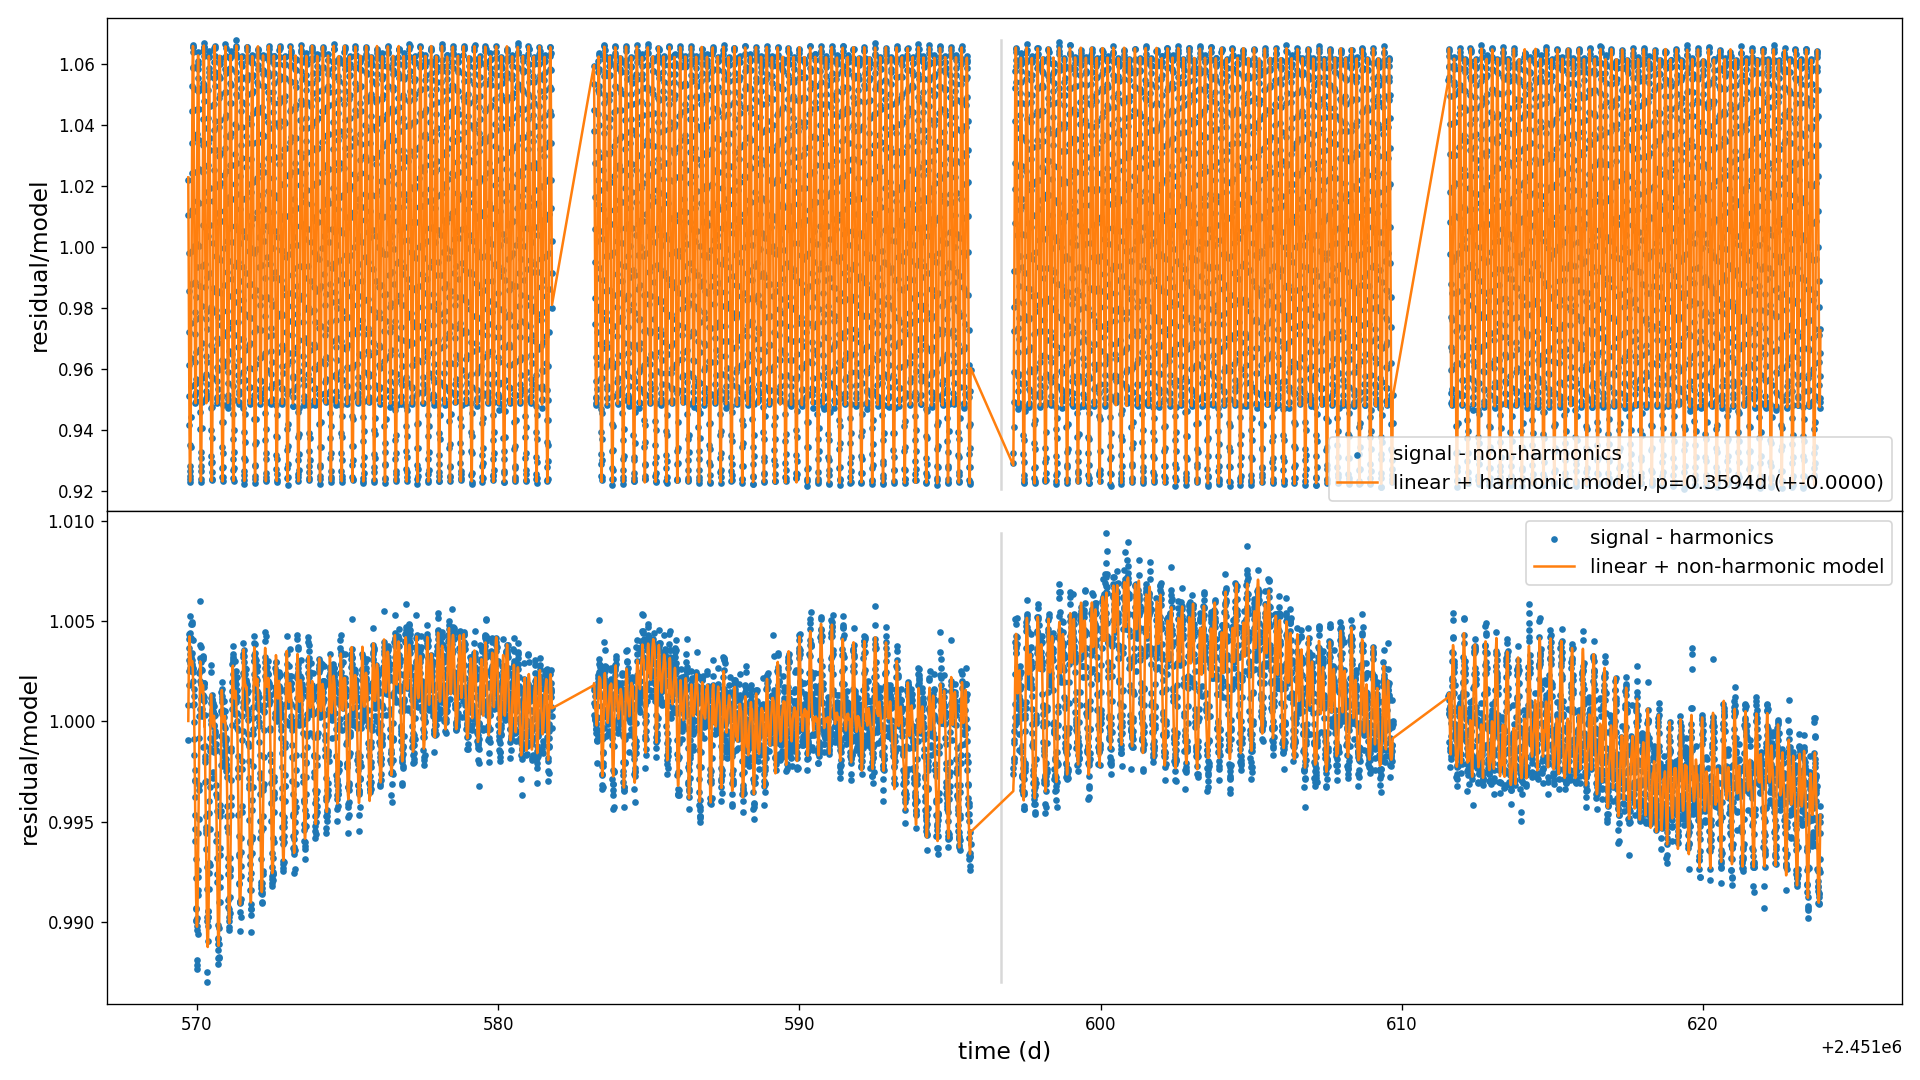 residual/model
1.06
1.04
1.02
1.00
0.98
0.96
0.94
0.92
signal - non-harmonics
linear + harmonic model, p=0.3594d (+-0.0000)
residual/model
1.010
1.005
1.000
0.995
0.990
signal - harmonics
linear + non-harmonic model
570 580 590 600 610 620
time (d)
+2.451e6